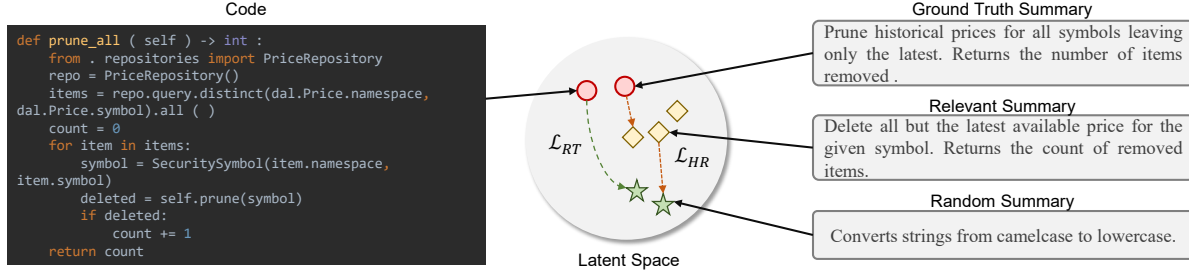 Code
def prune_all ( self ) -> int :
from . repositories import PriceRepository
repo = PriceRepository()
items = repo.query.distinct(dal.Price.namespace,
dal.Price.symbol).all ( )
count = 0
for item in items:
symbol = SecuritySymbol(item.namespace,
item.symbol)
deleted = self.prune(symbol)
if deleted:
count += 1
return count
ℒRT
ℒHR
Latent Space
Ground Truth Summary
Prune historical prices for all symbols leaving
only the latest. Returns the number of items
removed .
Relevant Summary
Delete all but the latest available price for the
given symbol. Returns the count of removed
items.
Random Summary
Converts strings from camelcase to lowercase.